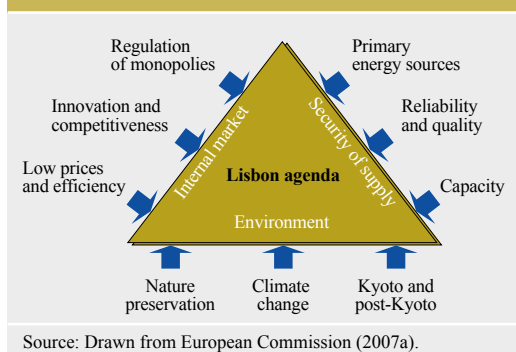 Regulation
of monopolies
Primary
energy sources
Innovation and
competitiveness
Reliability
and quality
Low prices
and efficiency
Capacity
Internal market
Security of supply
Lisbon agenda
Environment
Nature
preservation
Climate
change
Kyoto and
post-Kyoto
Source: Drawn from European Commission (2007a).